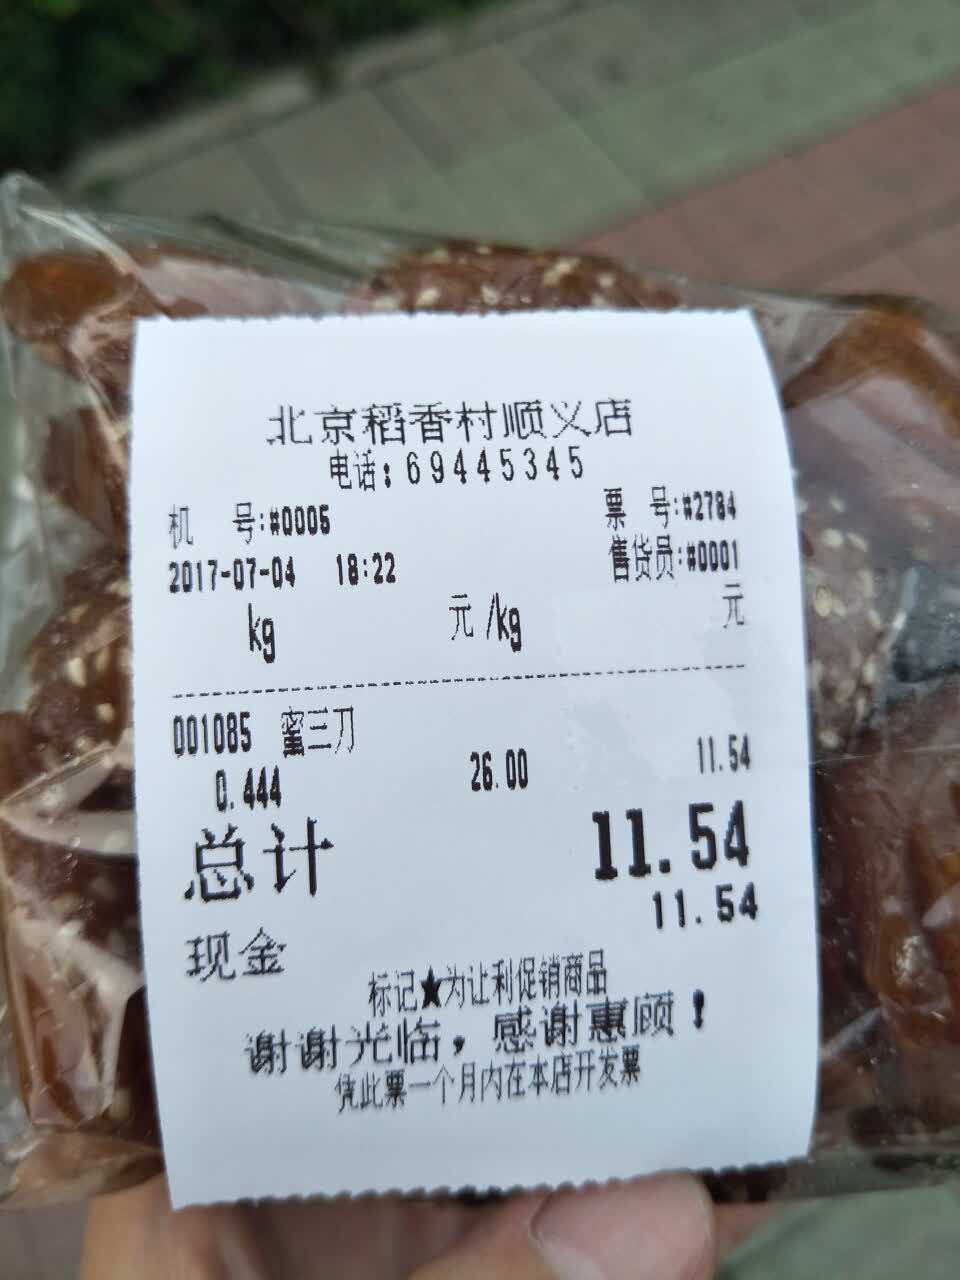 北京稻香村顺义店
电话:69445345
机 号:#0005 票 号:#2784
2017-07-04 18:22 售货员:#0001
kg 元/kg 元
001085 蜜三刀
0.444 26.00 11.54
总计 11.54
现金 11.54
标记★为让利促销商品
谢谢光临,感谢惠顾!
凭此票一个月内在本店开发票